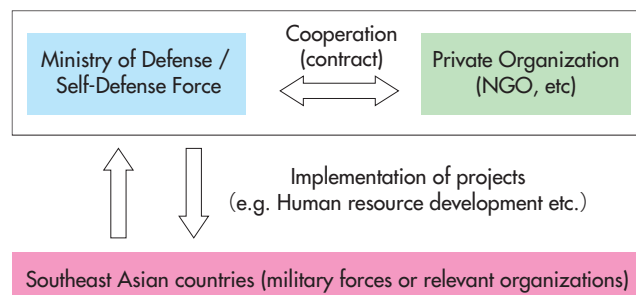 Cooperation
(contract)
Ministry of Defense /
Self-Defense Force
Private Organization
(NGO, etc)
Implementation of projects
（e.g. Human resource development etc.）
Southeast Asian countries (military forces or relevant organizations)